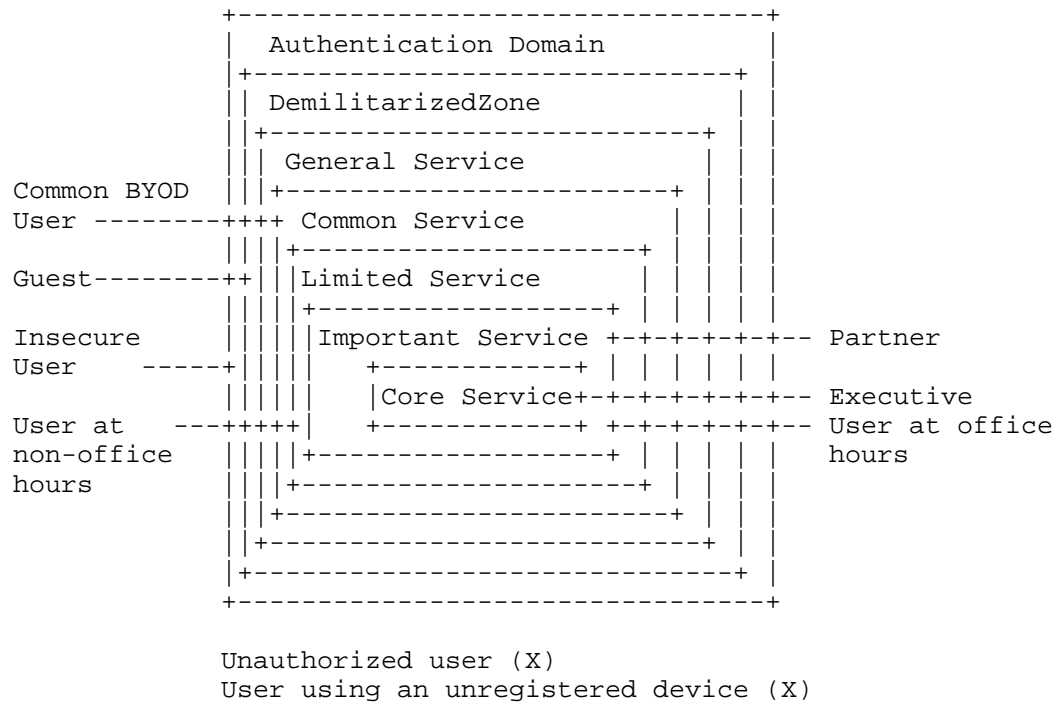 Authentication Domain
DemilitarizedZone
General Service
Common BYOD
User Common Service
Guest Limited Service
Insecure Important Service Partner
User
Core Service Executive
User at User at office
non-office hours
hours
Unauthorized user (X)
User using an unregistered device (X)